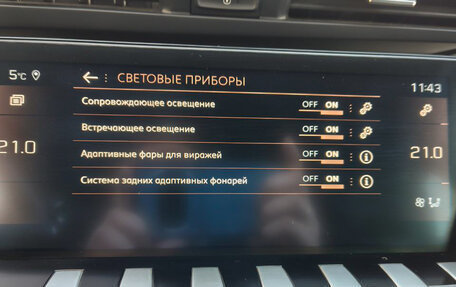 5°C
СВЕТОВЫЕ ПРИБОРЫ
11:43
Сопровождающее освещение OFF ON
Встречающее освещение OFF ON
21.0
Адаптивные фары для виражей OFF ON
21.0
Система задних адаптивных фонарей OFF ON